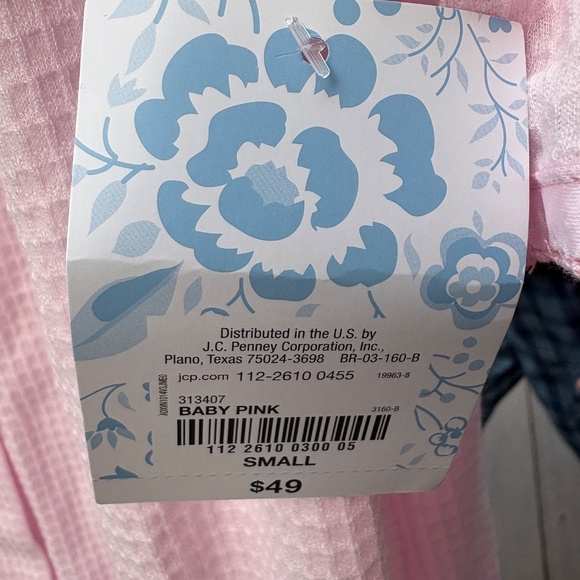 Distributed in the U.S. by
J.C. Penney Corporation, Inc.,
Plano, Texas 75024-3698 BR-03-160-B
jcp.com 112-2610 0455 19963-8
313407
BABY PINK 3160-B
112 2610 0300 05
SMALL
$49